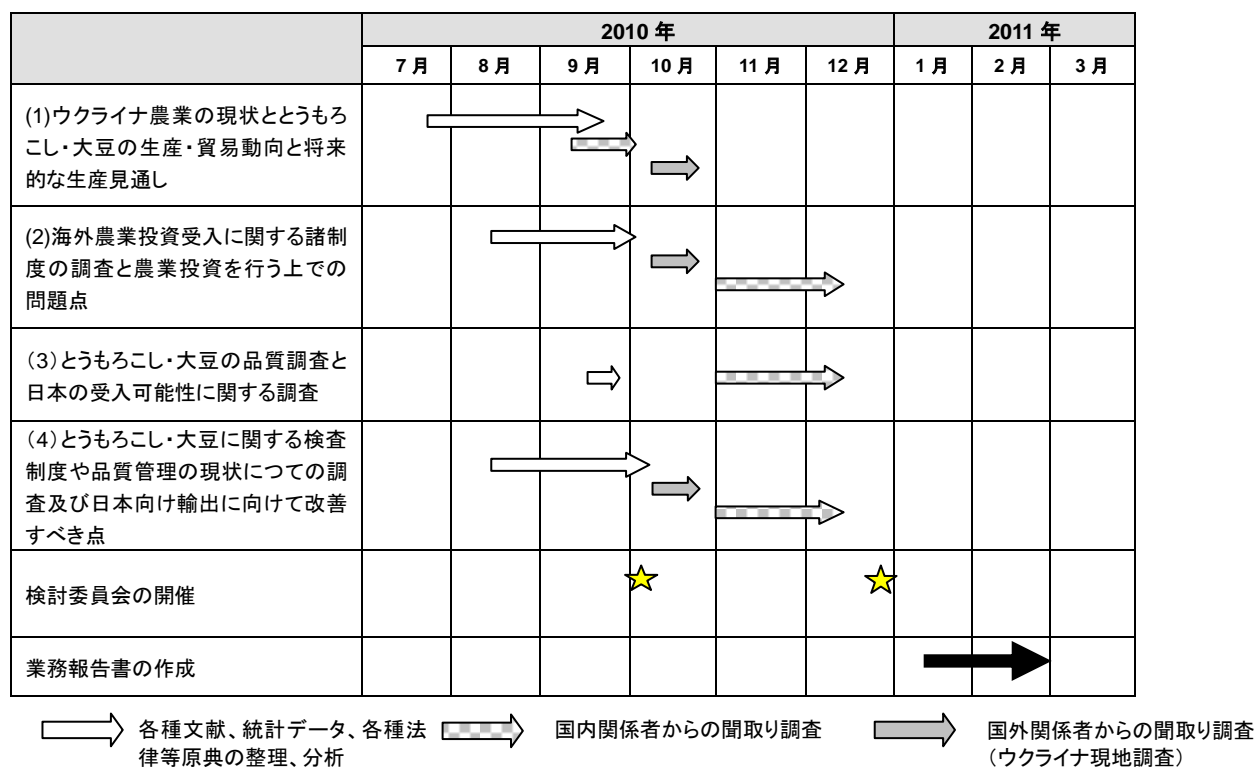 2010 年 2011 年
7 月 8 月 9 月 10 月 11 月 12 月 1 月 2 月 3 月
(1)ウクライナ農業の現状ととうもろ
こし・大豆の生産・貿易動向と将来
的な生産見通し
(2)海外農業投資受入に関する諸制
度の調査と農業投資を行う上での
問題点
（3）とうもろこし・大豆の品質調査と
日本の受入可能性に関する調査
（4）とうもろこし・大豆に関する検査
制度や品質管理の現状につての調
査及び日本向け輸出に向けて改善
すべき点
検討委員会の開催
業務報告書の作成
各種文献、統計データ、各種法
律等原典の整理、分析
国内関係者からの聞取り調査
国外関係者からの聞取り調査
（ウクライナ現地調査）